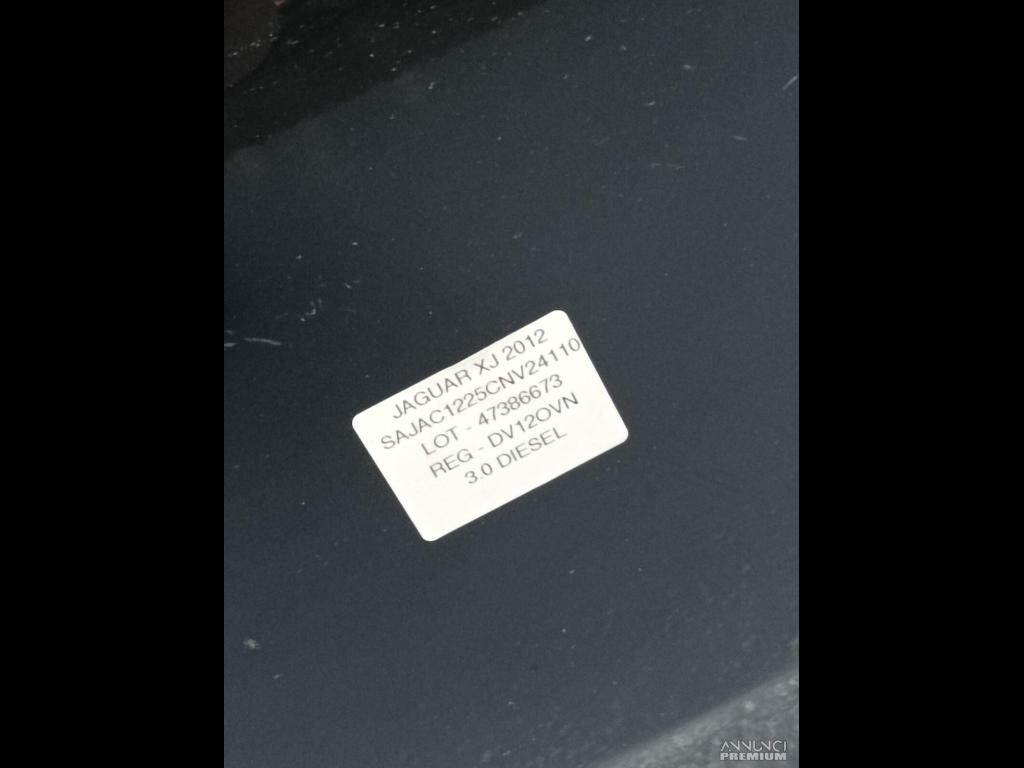 JAGUAR XJ 2012
SAJAC1225CNV24110
LOT - 47386673
REG - DV12OVN
3.0 DIESEL
ANNUNCI
PREMIUM